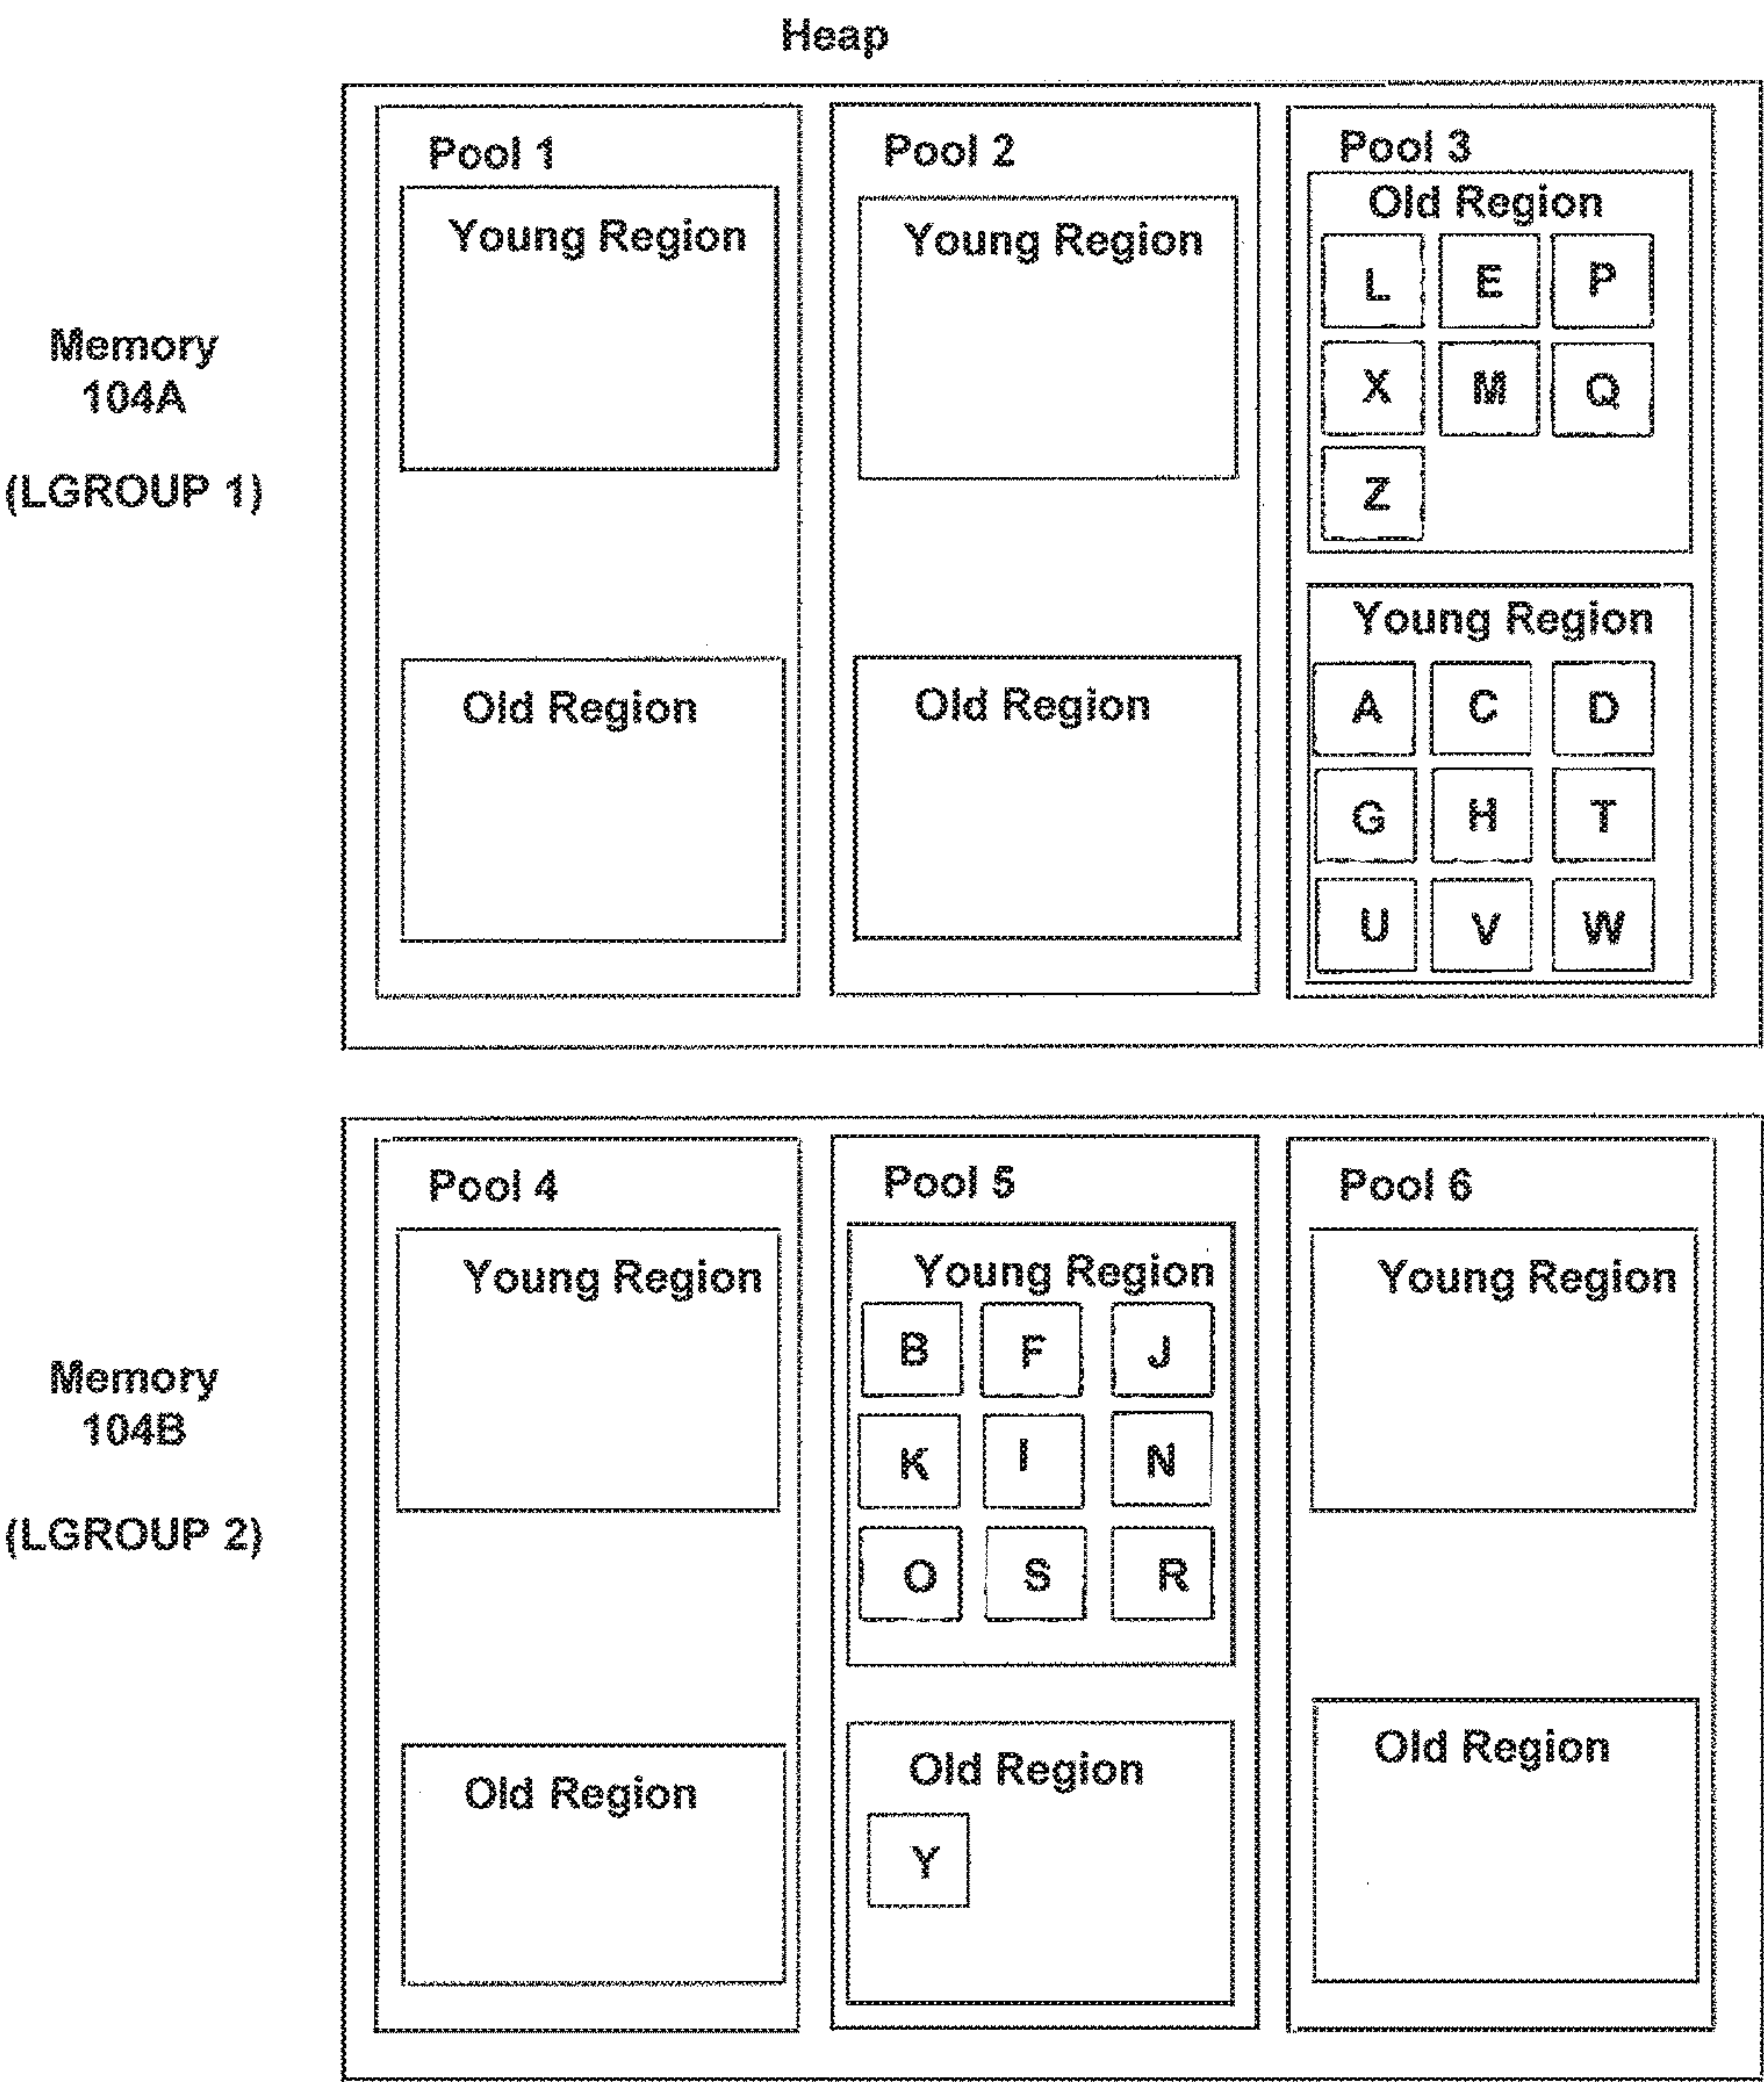 Heap
Memory
104A
(LGROUP 1)
Pool 1
Young Region
Old Region
Pool 2
Young Region
Old Region
Pool 3
Old Region
L E P
X M Q
Z
Young Region
A C D
G H T
U V W
Memory
104B
(LGROUP 2)
Pool 4
Young Region
Old Region
Pool 5
Young Region
B F J
K I N
O S R
Old Region
Y
Pool 6
Young Region
Old Region